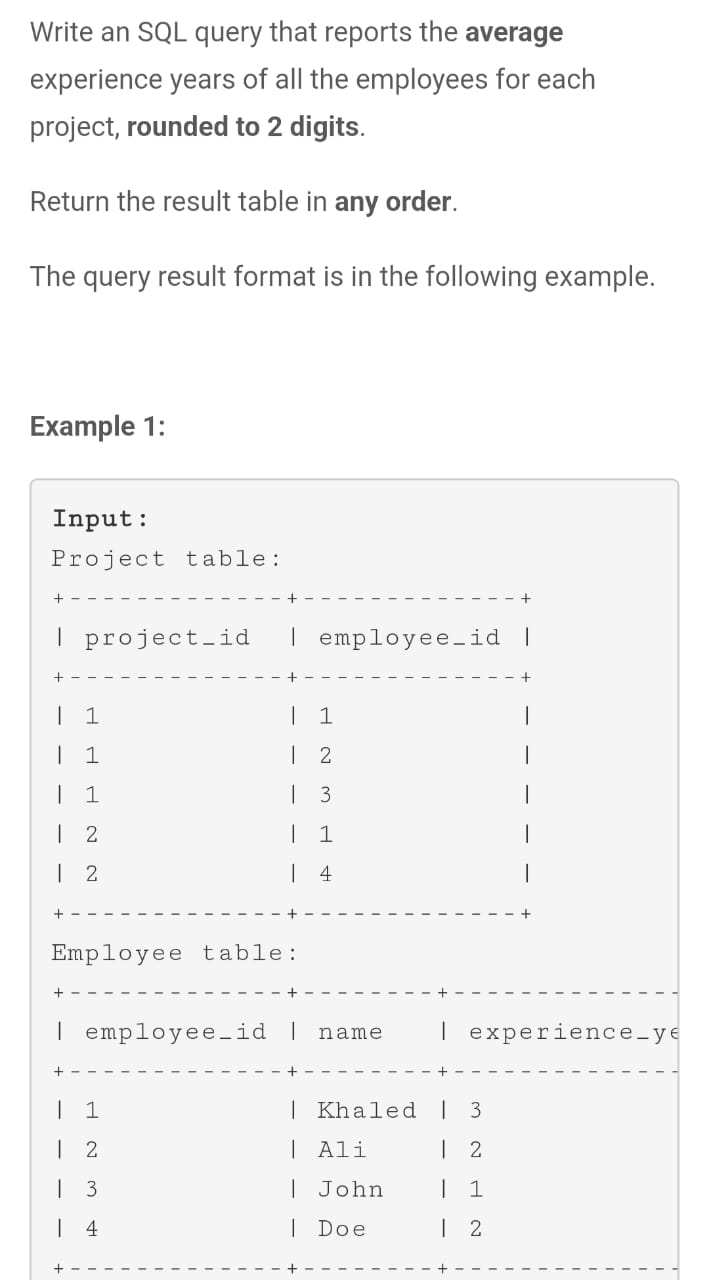 Write an SQL query that reports the average
experience years of all the employees for each
project, rounded to 2 digits.
Return the result table in any order.
The query result format is in the following example.
Example 1:
Input:
Project table:
+-------------+-------------+
| project_id  | employee_id |
+-------------+-------------+
| 1           | 1           |
| 1           | 2           |
| 1           | 3           |
| 2           | 1           |
| 2           | 4           |
+-------------+-------------+
Employee table:
+-------------+--------+--------------
| employee_id | name   | experience_ye
+-------------+--------+--------------
| 1           | Khaled | 3
| 2           | Ali    | 2
| 3           | John   | 1
| 4           | Doe    | 2
+-------------+--------+--------------